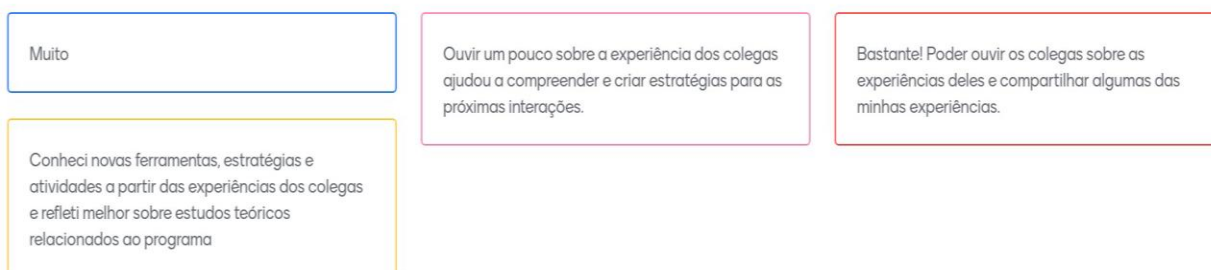 Muito
Conheci novas ferramentas, estratégias e
atividades a partir das experiências dos colegas
e refleti melhor sobre estudos teóricos
relacionados ao programa
Ouvir um pouco sobre a experiência dos colegas
ajudou a compreender e criar estratégias para as
próximas interações.
Bastante! Poder ouvir os colegas sobre as
experiências deles e compartilhar algumas das
minhas experiências.